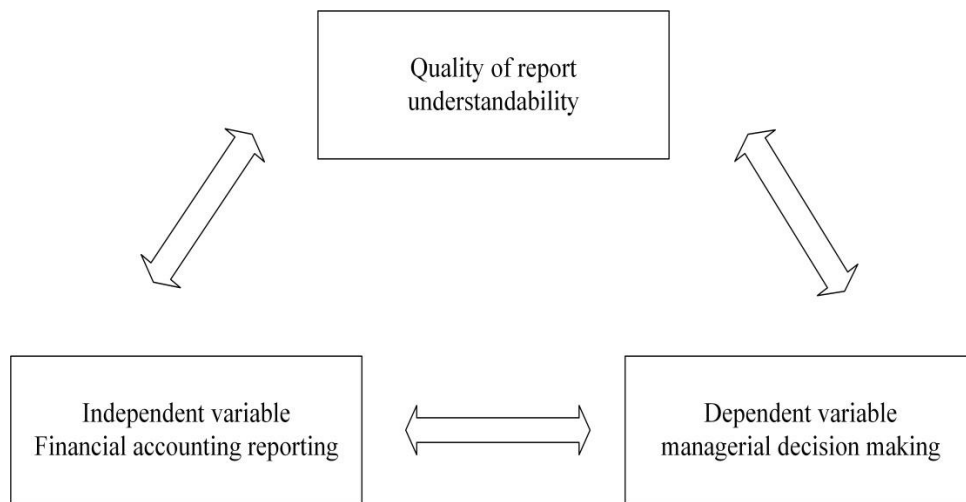 Quality of report
understandability
Independent variable
Financial accounting reporting
Dependent variable
managerial decision making